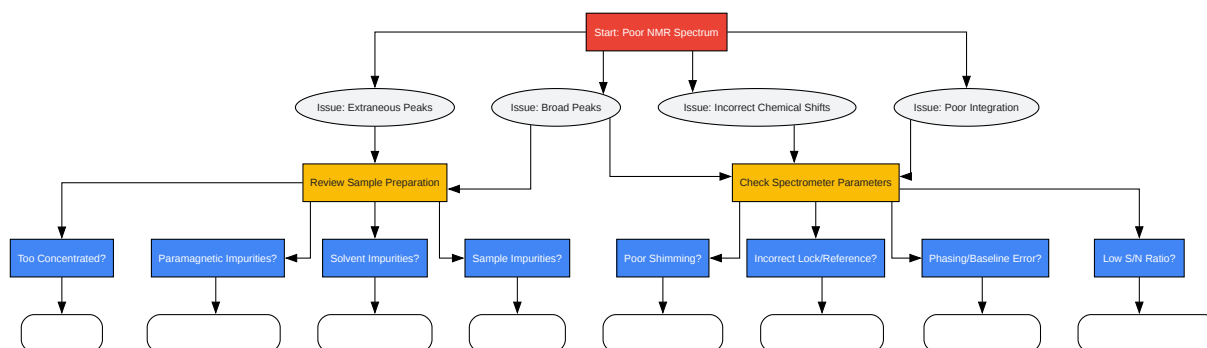 Start: Poor NMR Spectrum
Issue: Extraneous Peaks
Issue: Broad Peaks
Issue: Incorrect Chemical Shifts
Issue: Poor Integration
Review Sample Preparation
Check Spectrometer Parameters
Too Concentrated?
Paramagnetic Impurities?
Solvent Impurities?
Sample Impurities?
Poor Shimming?
Incorrect Lock/Reference?
Phasing/Baseline Error?
Low S/N Ratio?